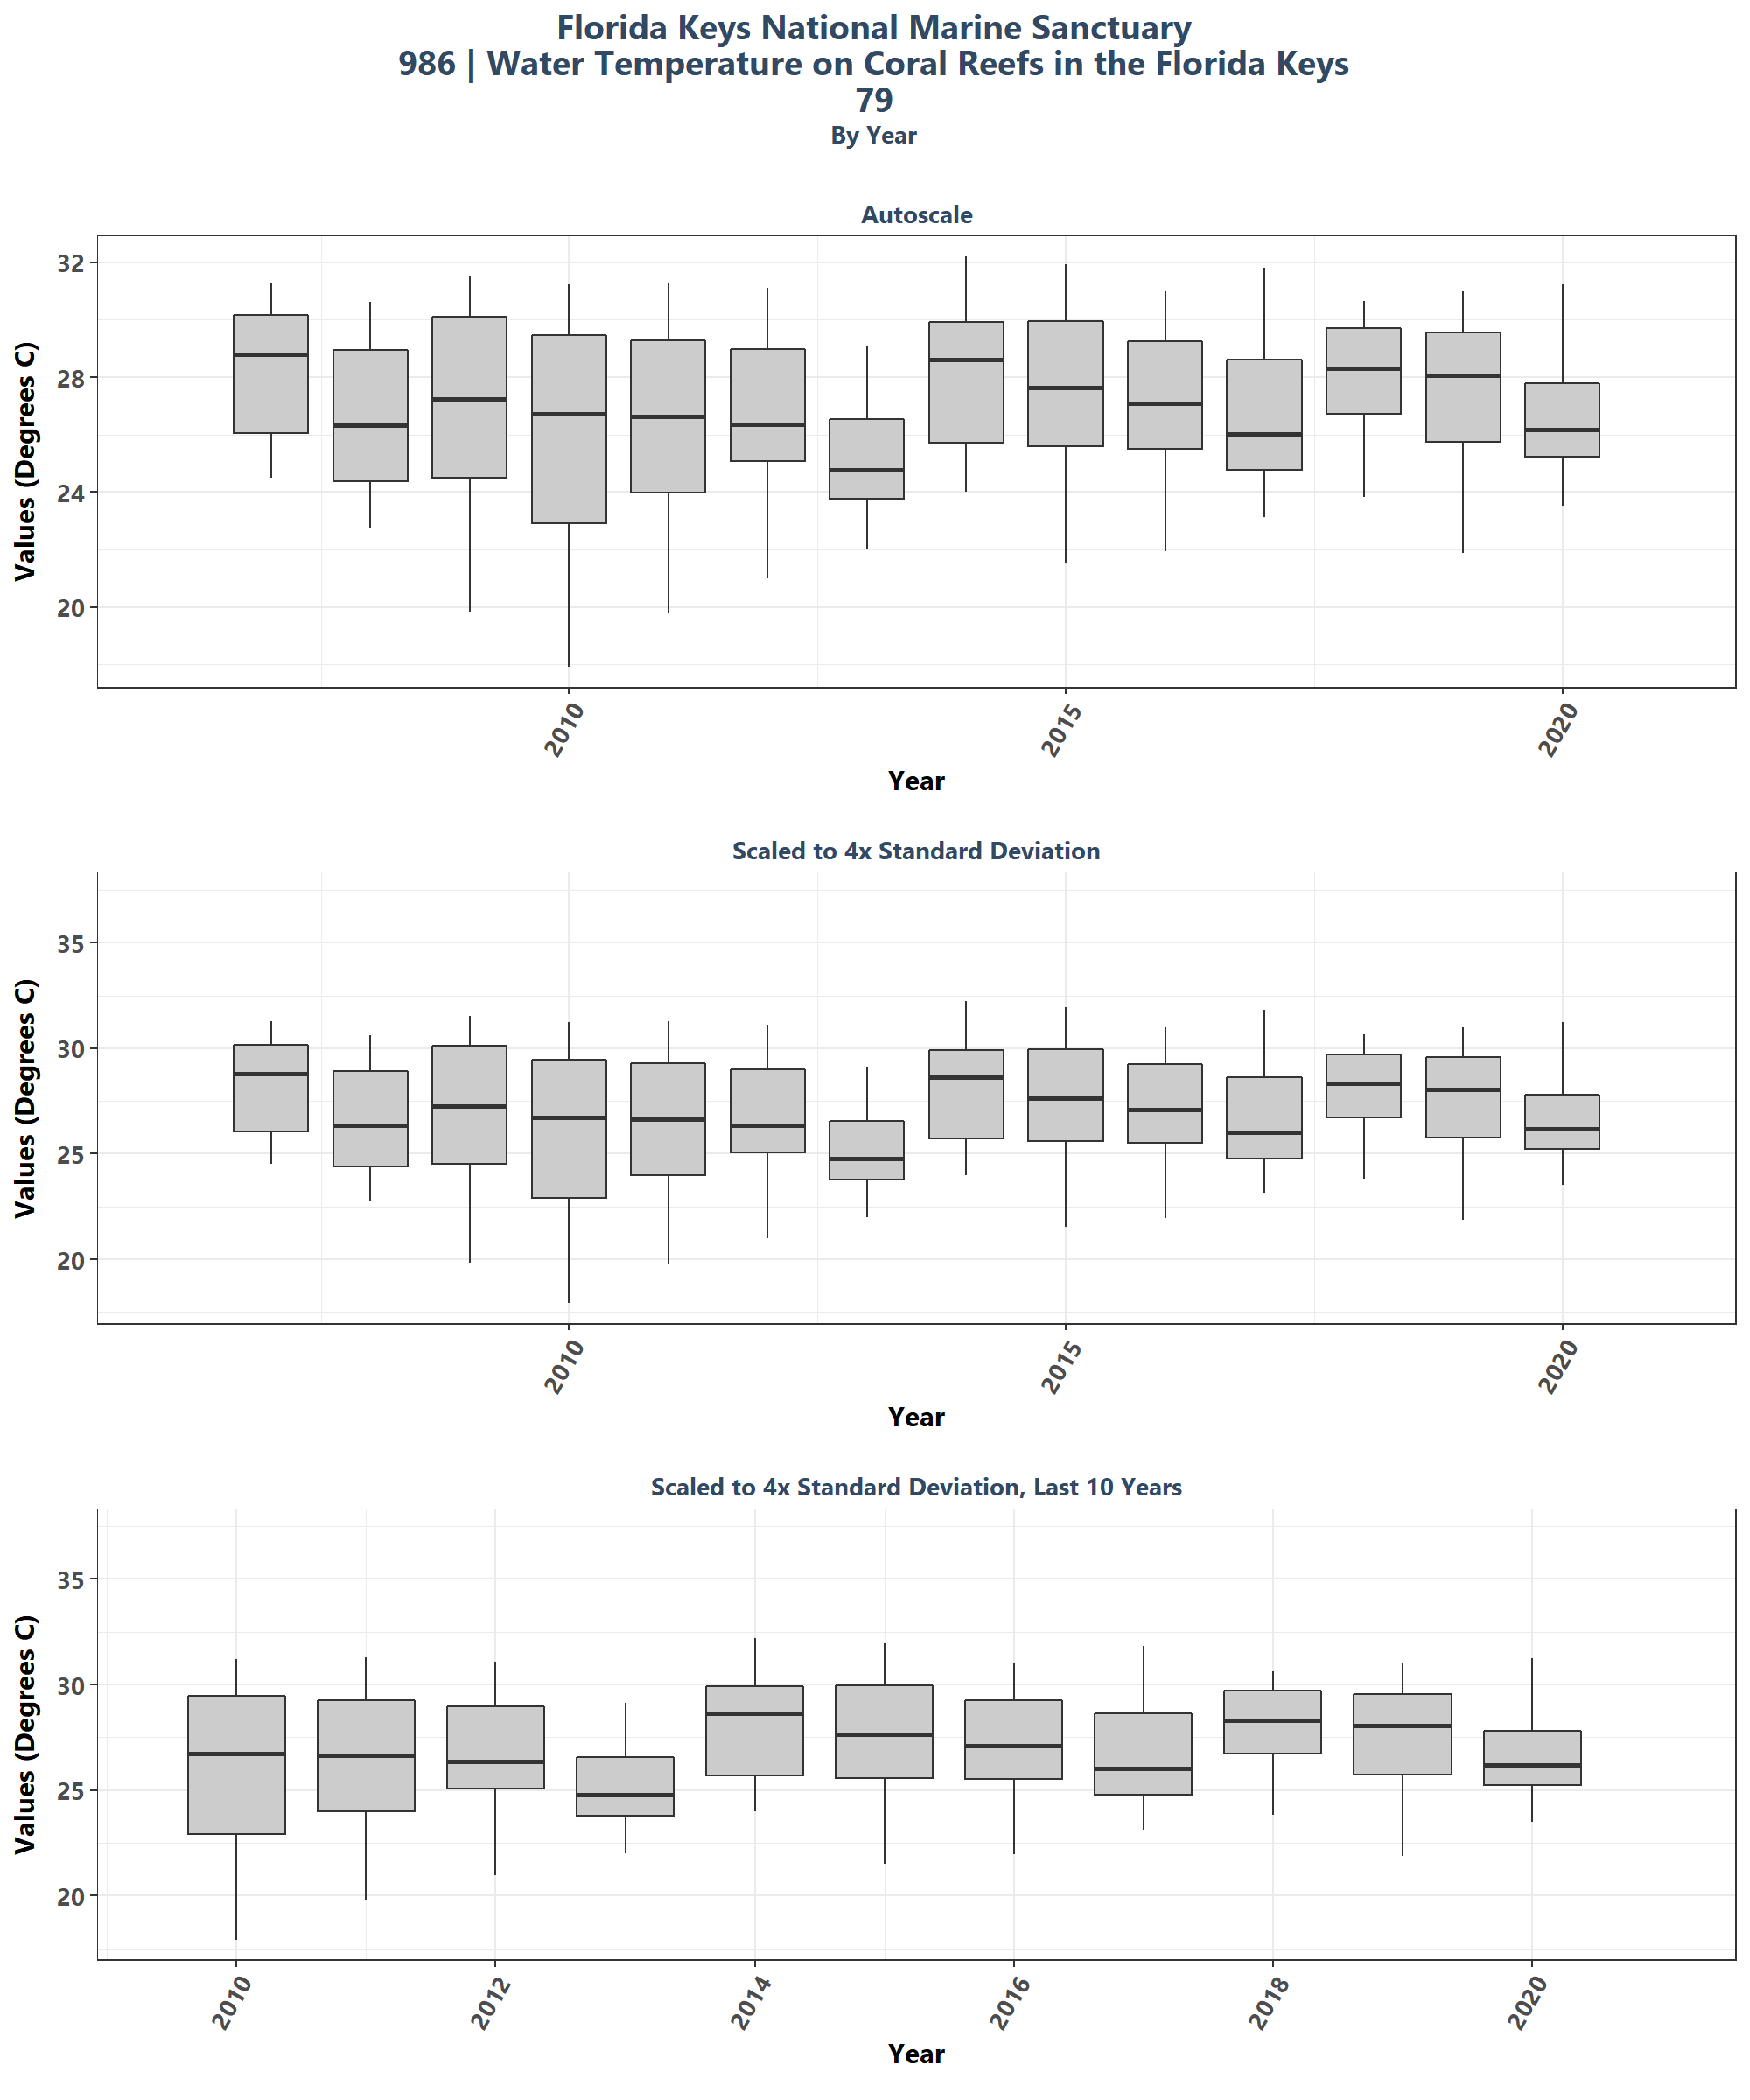 Florida Keys National Marine Sanctuary
986 | Water Temperature on Coral Reefs in the Florida Keys
79
By Year
Autoscale
Values (Degrees C)
32
28
24
20
2010
2015
2020
Year
Scaled to 4x Standard Deviation
Values (Degrees C)
35
30
25
20
2010
2015
2020
Year
Scaled to 4x Standard Deviation, Last 10 Years
Values (Degrees C)
35
30
25
20
2010
2012
2014
2016
2018
2020
Year